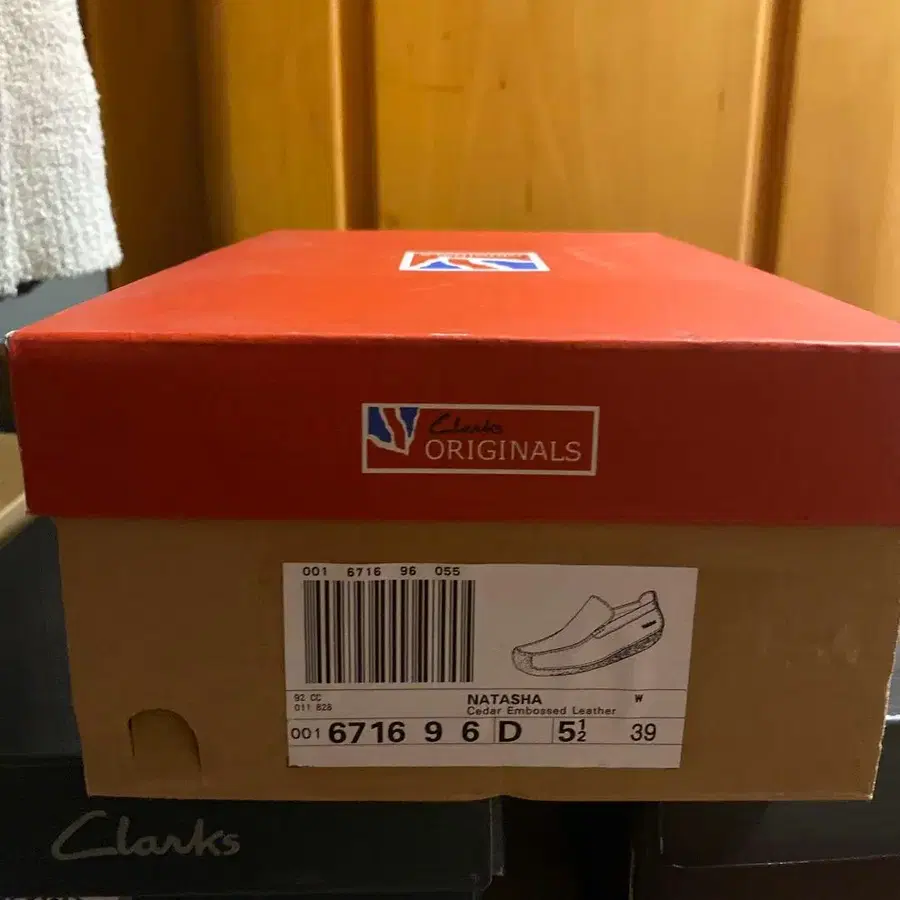 Clarks
ORIGINALS
001 6716 96 055
92 CC
011 828
NATASHA
W
Cedar Embossed Leather
001 6716 9 6 D 5½ 39
Clarks